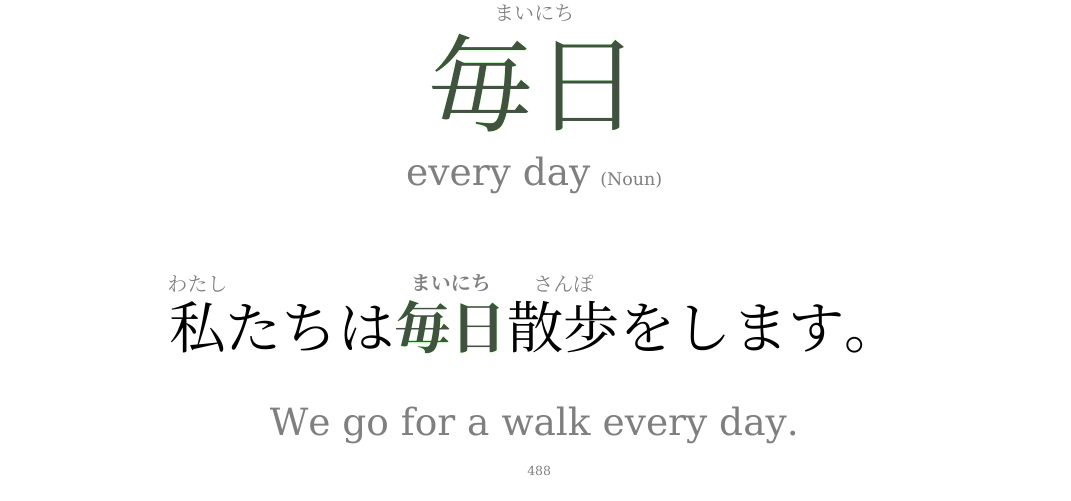 まいにち
毎日
every day (Noun)
わたし まいにち さんぽ
私たちは毎日散歩をします。
We go for a walk every day.
488